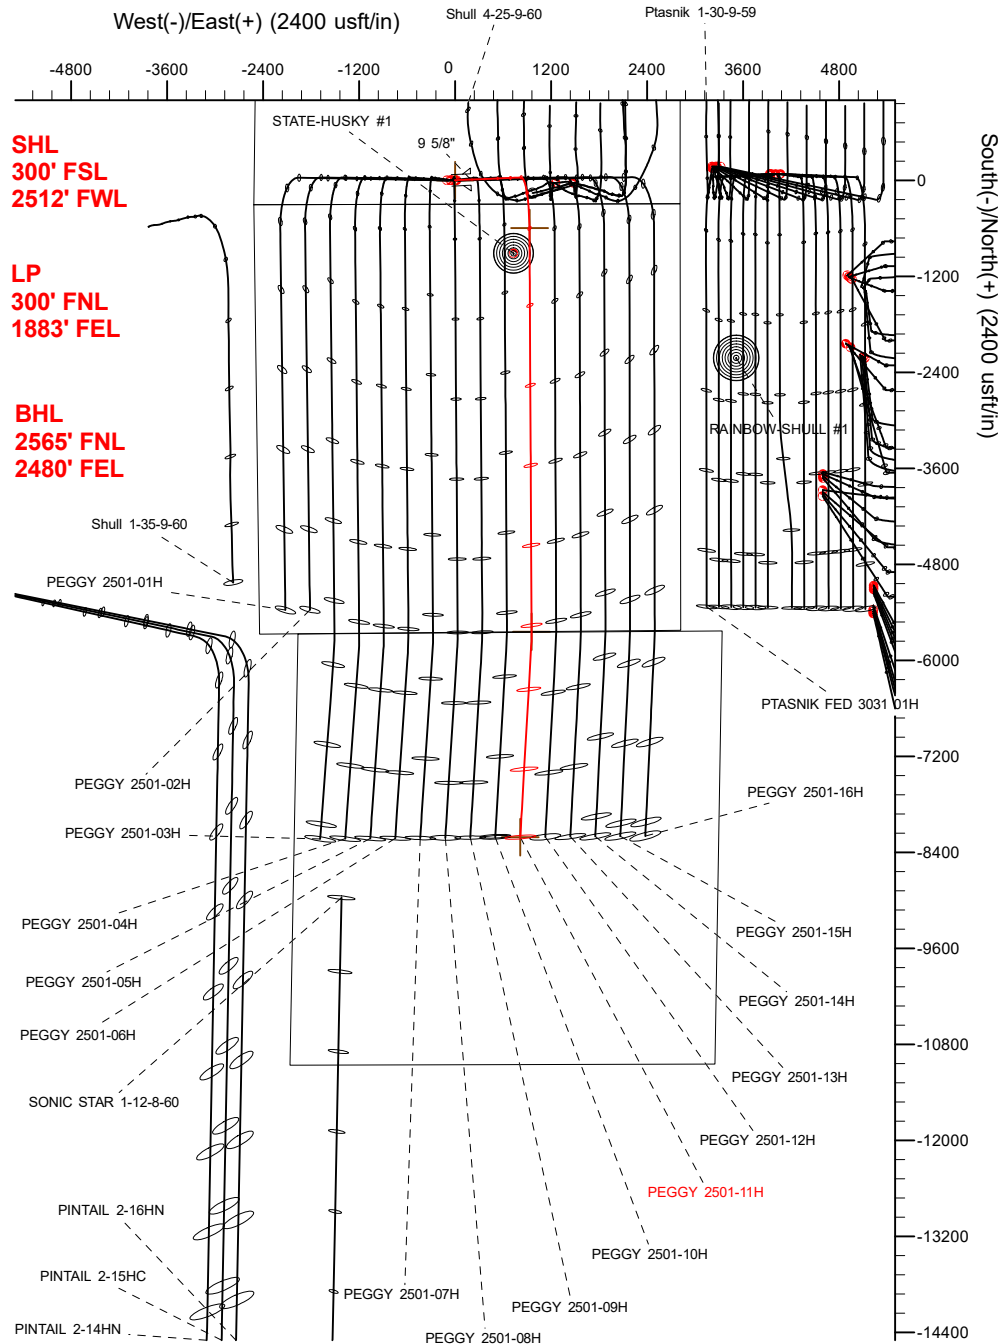 West(-)/East(+) (2400 usft/in)
Shull 4-25-9-60
Ptasnik 1-30-9-59
-4800
-3600
-2400
-1200
0
1200
2400
3600
4800
STATE-HUSKY #1
9 5/8"
SHL
300' FSL
2512' FWL
LP
300' FNL
1883' FEL
BHL
2565' FNL
2480' FEL
South(-)/North(+) (2400 usft/in)
0
-1200
-2400
-3600
-4800
-6000
-7200
-8400
-9600
-10800
-12000
-13200
-14400
RAINBOW-SHULL #1
Shull 1-35-9-60
PEGGY 2501-01H
PTASNIK FED 3031 01H
PEGGY 2501-02H
PEGGY 2501-16H
PEGGY 2501-03H
PEGGY 2501-04H
PEGGY 2501-15H
PEGGY 2501-05H
PEGGY 2501-14H
PEGGY 2501-06H
PEGGY 2501-13H
SONIC STAR 1-12-8-60
PEGGY 2501-12H
PEGGY 2501-11H
PINTAIL 2-16HN
PEGGY 2501-10H
PINTAIL 2-15HC
PEGGY 2501-07H
PEGGY 2501-09H
PINTAIL 2-14HN
PEGGY 2501-08H